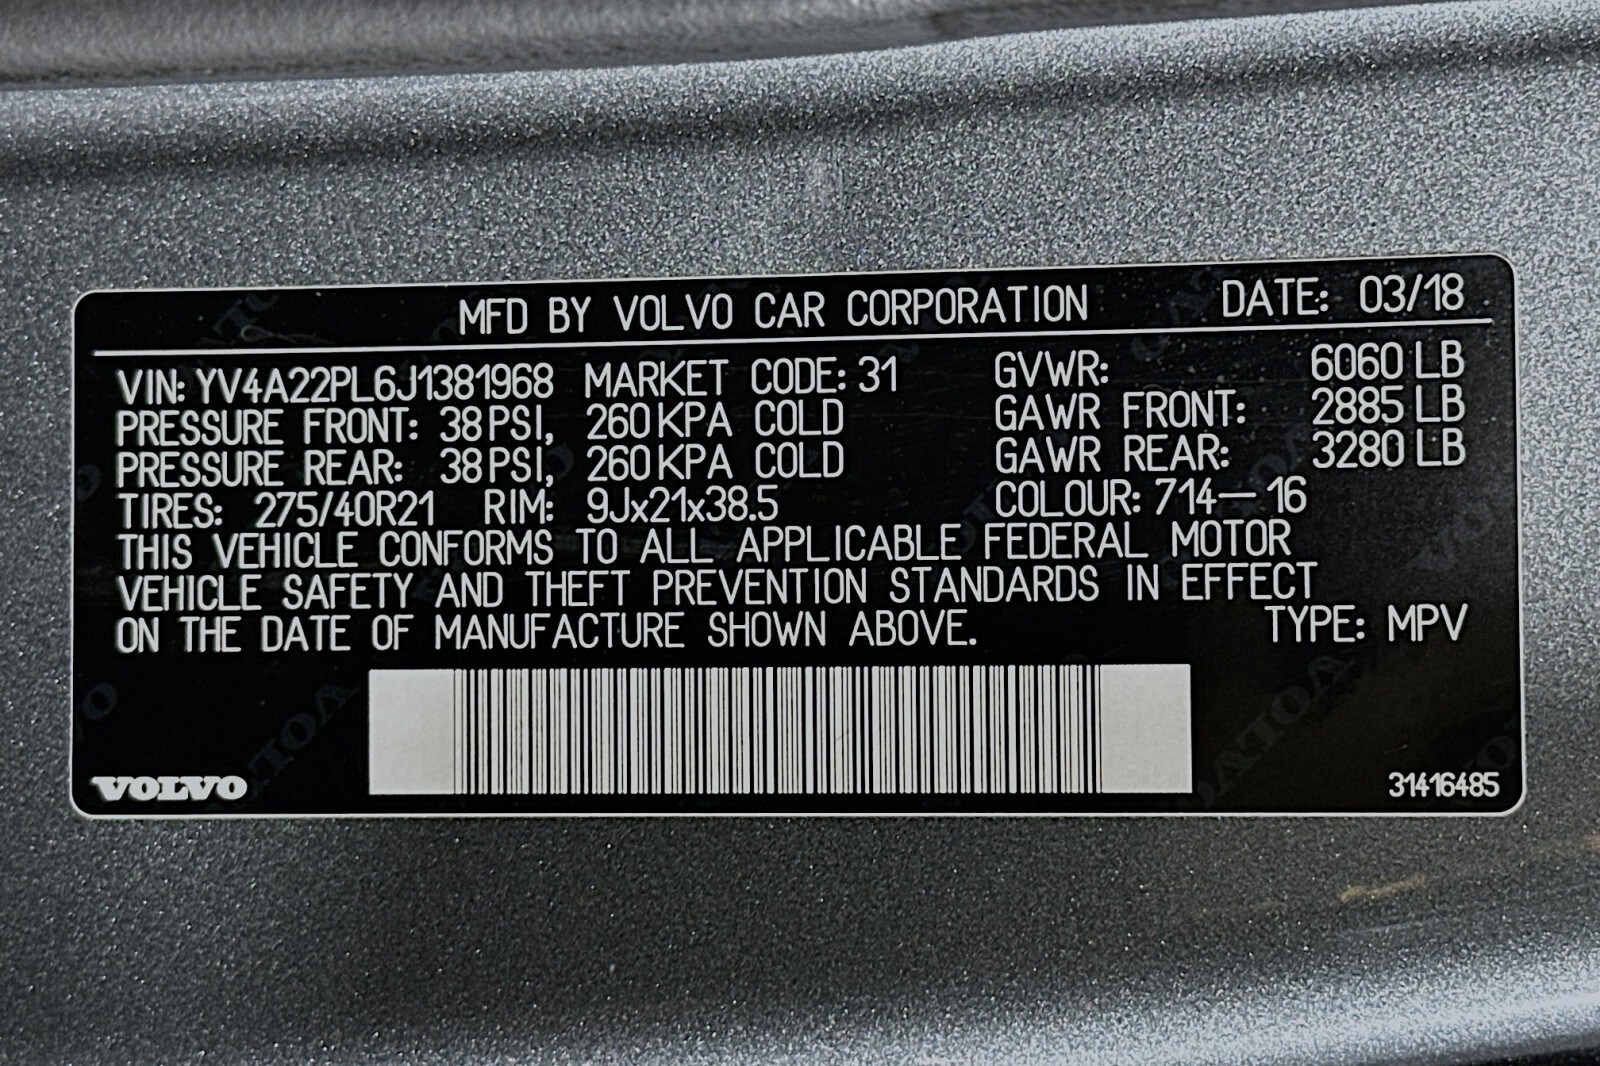 MFD BY VOLVO CAR CORPORATION DATE: 03/18
VIN: YV4A22PL6J1381968 MARKET CODE: 31 GVWR: 6060 LB
PRESSURE FRONT: 38 PSI, 260 KPA COLD GAWR FRONT: 2885 LB
PRESSURE REAR: 38 PSI, 260 KPA COLD GAWR REAR: 3280 LB
TIRES: 275/40R21 RIM: 9Jx21x38.5 COLOUR: 714-16
THIS VEHICLE CONFORMS TO ALL APPLICABLE FEDERAL MOTOR
VEHICLE SAFETY AND THEFT PREVENTION STANDARDS IN EFFECT
ON THE DATE OF MANUFACTURE SHOWN ABOVE. TYPE: MPV
VOLVO 31416485